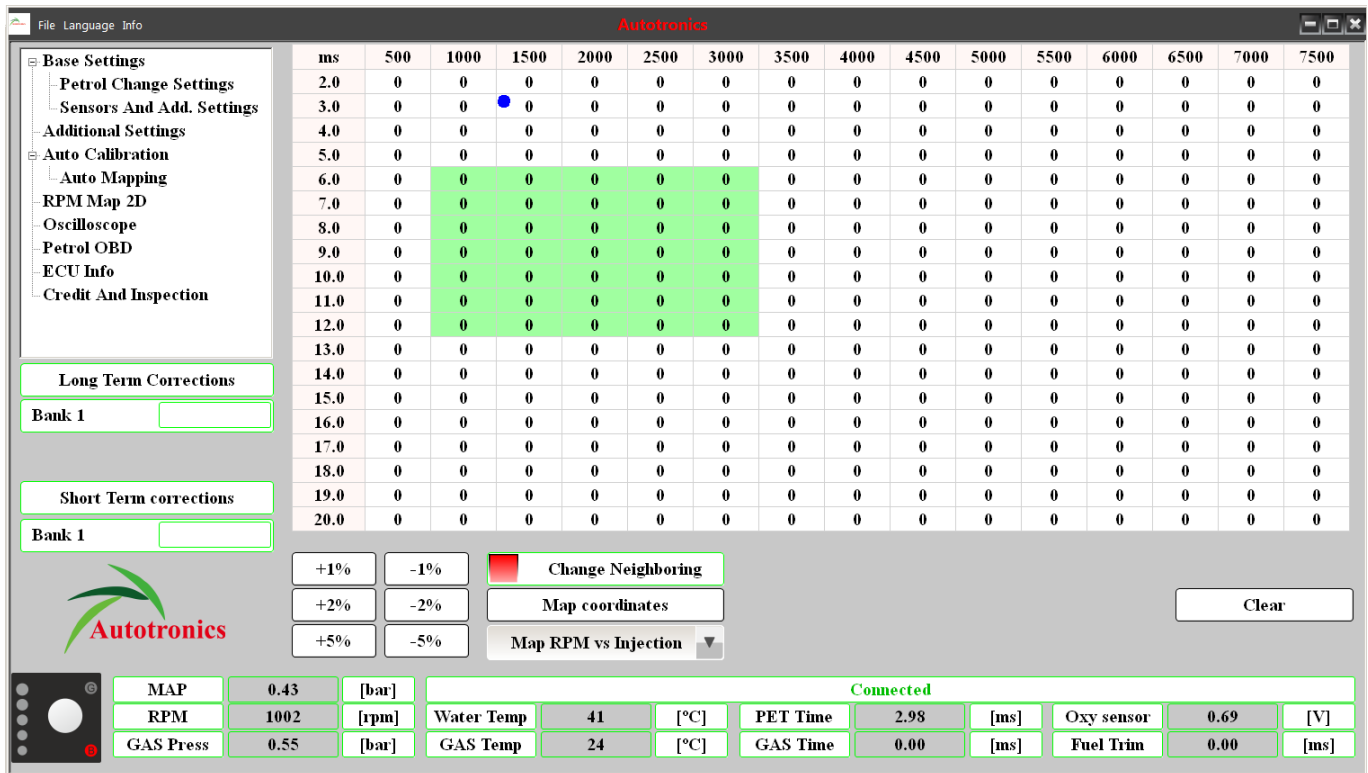 File Language Info
Autotronics
Base Settings
Petrol Change Settings
Sensors And Add. Settings
Additional Settings
Auto Calibration
Auto Mapping
RPM Map 2D
Oscilloscope
Petrol OBD
ECU Info
Credit And Inspection
Long Term Corrections
Bank 1
Short Term corrections
Bank 1
Autotronics
ms 500 1000 1500 2000 2500 3000 3500 4000 4500 5000 5500 6000 6500 7000 7500
2.0 0 0 0 0 0 0 0 0 0 0 0 0 0 0 0
3.0 0 0 0 0 0 0 0 0 0 0 0 0 0 0 0
4.0 0 0 0 0 0 0 0 0 0 0 0 0 0 0 0
5.0 0 0 0 0 0 0 0 0 0 0 0 0 0 0 0
6.0 0 0 0 0 0 0 0 0 0 0 0 0 0 0 0
7.0 0 0 0 0 0 0 0 0 0 0 0 0 0 0 0
8.0 0 0 0 0 0 0 0 0 0 0 0 0 0 0 0
9.0 0 0 0 0 0 0 0 0 0 0 0 0 0 0 0
10.0 0 0 0 0 0 0 0 0 0 0 0 0 0 0 0
11.0 0 0 0 0 0 0 0 0 0 0 0 0 0 0 0
12.0 0 0 0 0 0 0 0 0 0 0 0 0 0 0 0
13.0 0 0 0 0 0 0 0 0 0 0 0 0 0 0 0
14.0 0 0 0 0 0 0 0 0 0 0 0 0 0 0 0
15.0 0 0 0 0 0 0 0 0 0 0 0 0 0 0 0
16.0 0 0 0 0 0 0 0 0 0 0 0 0 0 0 0
17.0 0 0 0 0 0 0 0 0 0 0 0 0 0 0 0
18.0 0 0 0 0 0 0 0 0 0 0 0 0 0 0 0
19.0 0 0 0 0 0 0 0 0 0 0 0 0 0 0 0
20.0 0 0 0 0 0 0 0 0 0 0 0 0 0 0 0
+1% -1% Change Neighboring
+2% -2% Map coordinates Clear
+5% -5% Map RPM vs Injection
G MAP 0.43 [bar] Connected
RPM 1002 [rpm] Water Temp 41 [ºC] PET Time 2.98 [ms] Oxy sensor 0.69 [V]
B GAS Press 0.55 [bar] GAS Temp 24 [ºC] GAS Time 0.00 [ms] Fuel Trim 0.00 [ms]